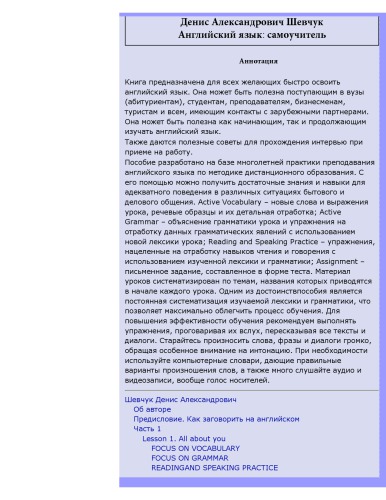 Денис Александрович Шевчук
Английский язык: самоучитель
Аннотация
Книга предназначена для всех желающих быстро освоить
английский язык. Она может быть полезна поступающим в вузы
(абитуриентам), студентам, преподавателям, бизнесменам,
туристам и всем, имеющим контакты с зарубежными партнерами.
Она может быть полезна как начинающим, так и продолжающим
изучать английский язык.
Также даются полезные советы для прохождения интервью при
приеме на работу.
Пособие разработано на базе многолетней практики преподавания
английского языка по методике дистанционного образования. С
его помощью можно получить достаточные знания и навыки для
адекватного поведения в различных ситуациях бытового и
делового общения. Active Vocabulary – новые слова и выражения
урока, речевые образцы и их детальная отработка; Active
Grammar – объяснение грамматики урока и упражнения на
отработку данных грамматических явлений с использованием
новой лексики урока; Reading and Speaking Practice – упражнения,
нацеленные на отработку навыков чтения и говорения с
использованием изученной лексики и грамматики; Assignment –
письменное задание, составленное в форме теста. Материал
уроков систематизирован по темам, названия которых приводятся
в начале каждого урока. Одним из достоинствпособия является
постоянная систематизация изучаемой лексики и грамматики, что
позволяет максимально облегчить процесс обучения. Для
повышения эффективности обучения рекомендуем выполнять
упражнения, проговаривая их вслух, пересказывая все тексты и
диалоги. Старайтесь произносить слова, фразы и диалоги громко,
обращая особенное внимание на интонацию. При необходимости
используйте компьютерные словари, дающие правильные
варианты произношения слов, а также много слушайте аудио и
видеозаписи, вообще голос носителей.
Шевчук Денис Александрович
Об авторе
Предисловие. Как заговорить на английском
Часть 1
Lesson 1. All about you
FOCUS ON VOCABULARY
FOCUS ON GRAMMAR
READINGAND SPEAKING PRACTICE